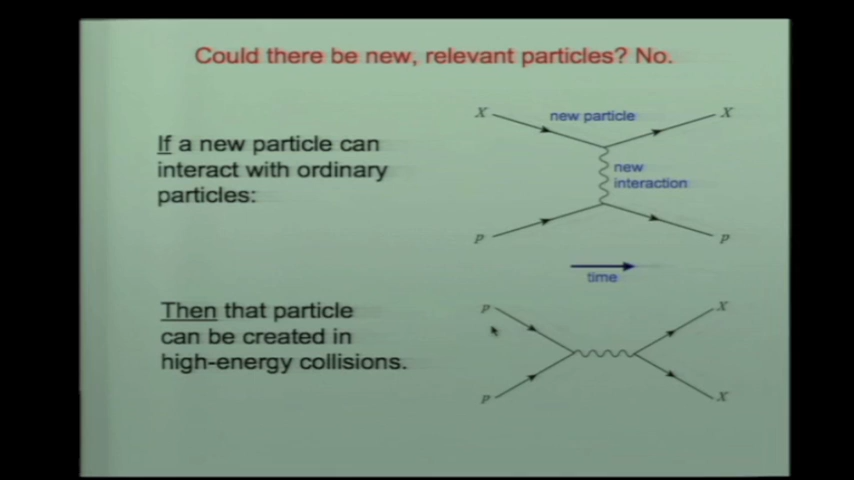 Could there be new, relevant particles? No.
X
new particle
X
If a new particle can
interact with ordinary
particles:
new
interaction
p
p
time
Then that particle
can be created in
high-energy collisions.
p
X
p
X